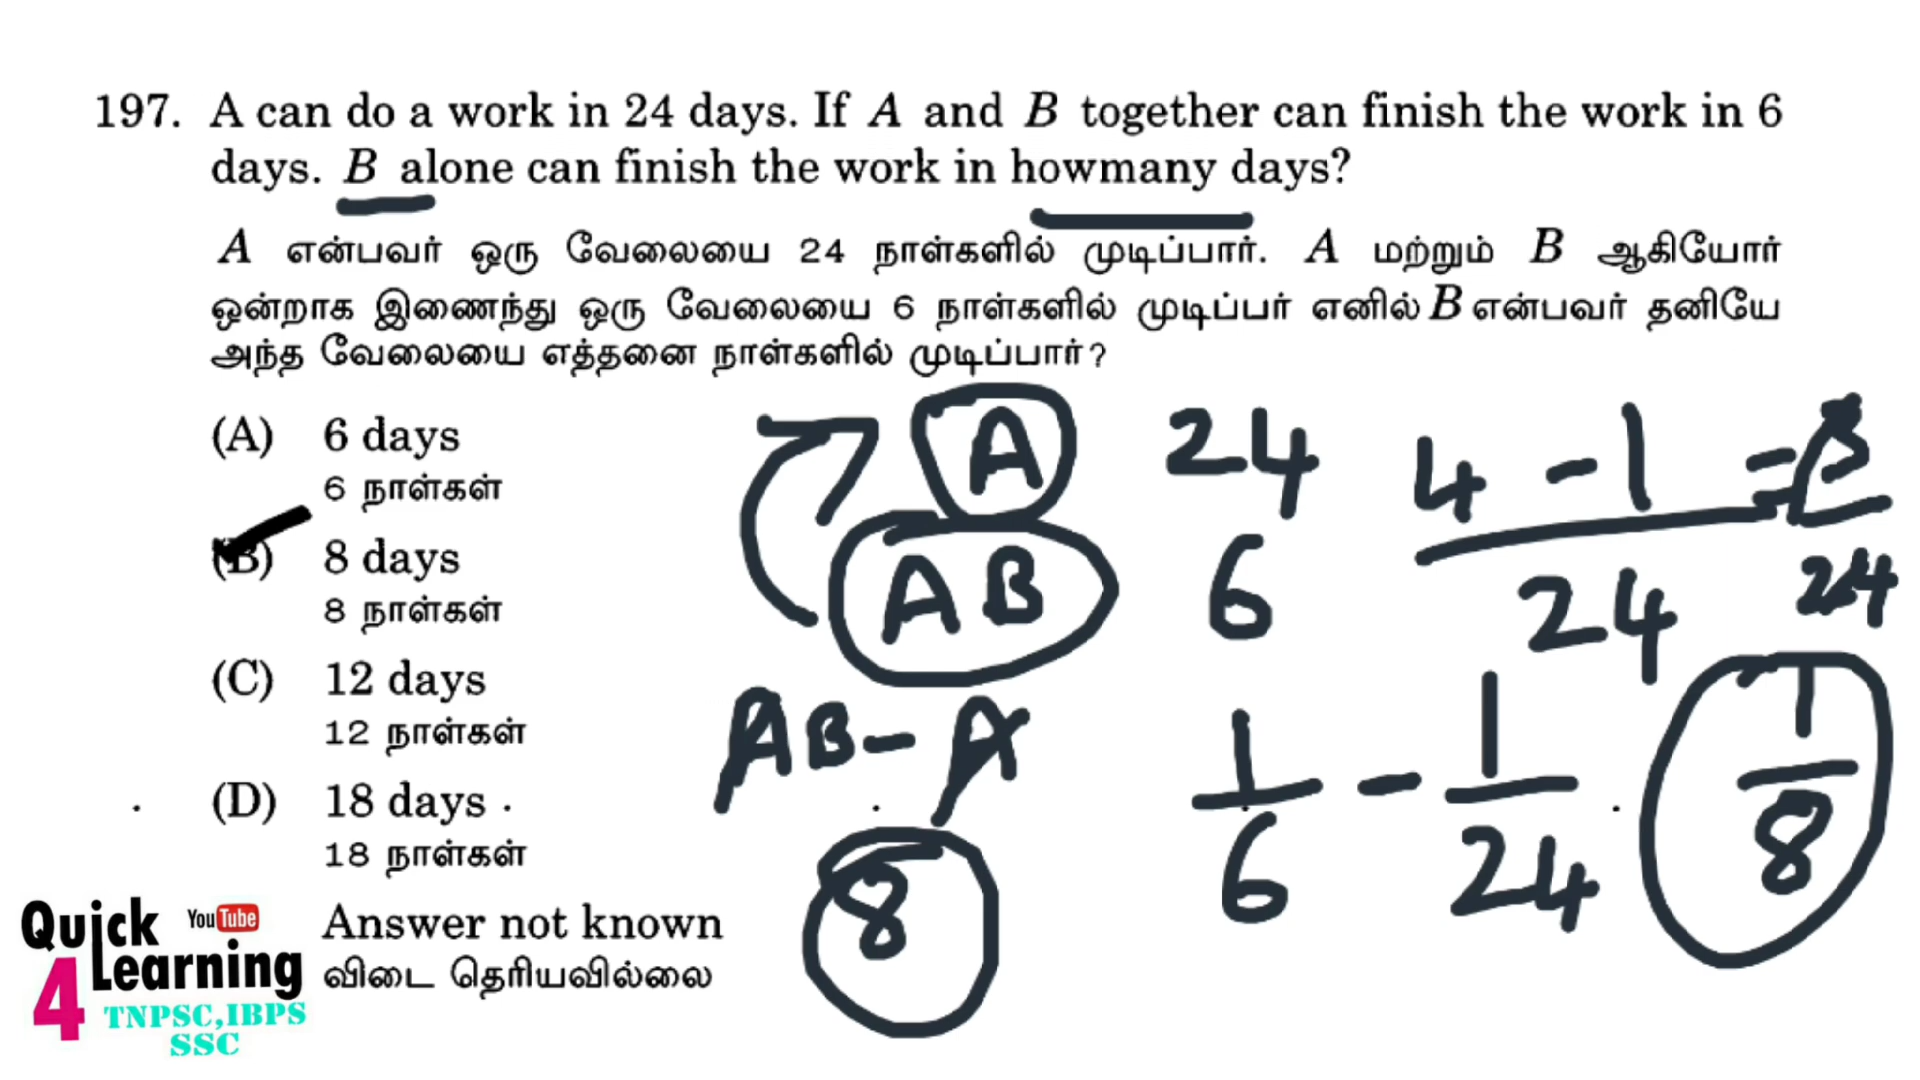 197. A can do a work in 24 days. If A and B together can finish the work in 6
days. B alone can finish the work in howmany days?
A என்பவர் ஒரு வேலையை 24 நாள்களில் முடிப்பார். A மற்றும் B ஆகியோர்
ஒன்றாக இணைந்து ஒரு வேலையை 6 நாள்களில் முடிப்பர் எனில் B என்பவர் தனியே
அந்த வேலையை எத்தனை நாள்களில் முடிப்பார்?
(A) 6 days
6 நாள்கள்
(B) 8 days
8 நாள்கள்
(C) 12 days
12 நாள்கள்
(D) 18 days
18 நாள்கள்
Answer not known
விடை தெரியவில்லை
A 24
AB 6
4 - 1 = 3
24 24
AB - A
1 - 1 1
6 24 8
8
Quick YouTube
4 Learning
TNPSC,IBPS
SSC